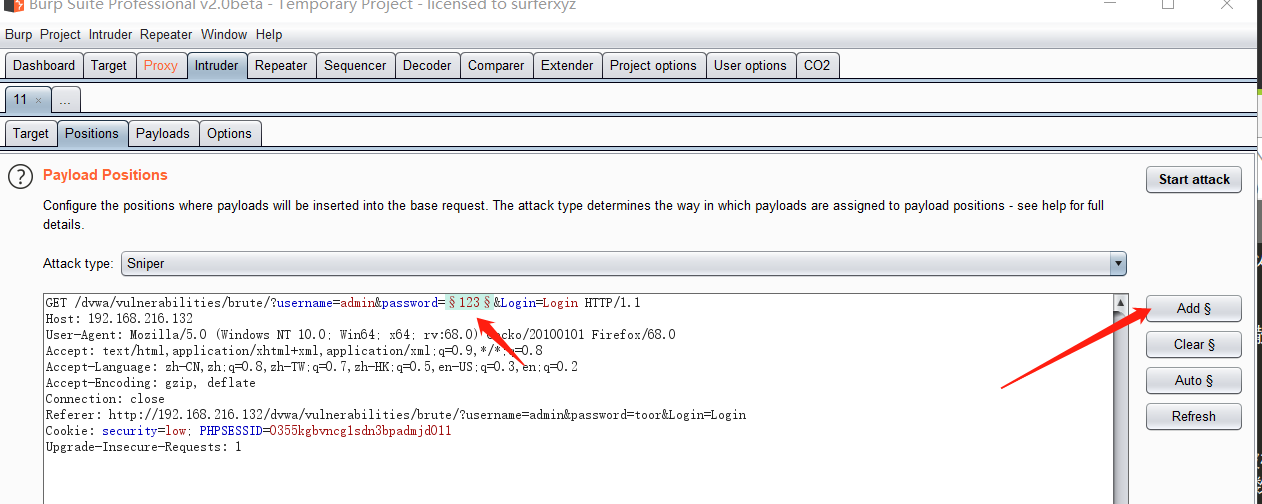 Burp Suite Professional v2.0beta - Temporary Project - licensed to surferxyz
Burp Project Intruder Repeater Window Help
Dashboard Target Proxy Intruder Repeater Sequencer Decoder Comparer Extender Project options User options CO2
11 × ...
Target Positions Payloads Options
? Payload Positions
Start attack
Configure the positions where payloads will be inserted into the base request. The attack type determines the way in which payloads are assigned to payload positions - see help for full
details.
Attack type: Sniper
GET /dvwa/vulnerabilities/brute/?username=admin&password=§123§&Login=Login HTTP/1.1
Host: 192.168.216.132
User-Agent: Mozilla/5.0 (Windows NT 10.0; Win64; x64; rv:68.0) Gecko/20100101 Firefox/68.0
Accept: text/html,application/xhtml+xml,application/xml;q=0.9,*/*;q=0.8
Accept-Language: zh-CN,zh;q=0.8,zh-TW;q=0.7,zh-HK;q=0.5,en-US;q=0.3,en;q=0.2
Accept-Encoding: gzip, deflate
Connection: close
Referer: http://192.168.216.132/dvwa/vulnerabilities/brute/?username=admin&password=toor&Login=Login
Cookie: security=low; PHPSESSID=0355kgbvncglsdn3bpadmjd011
Upgrade-Insecure-Requests: 1
Add §
Clear §
Auto §
Refresh